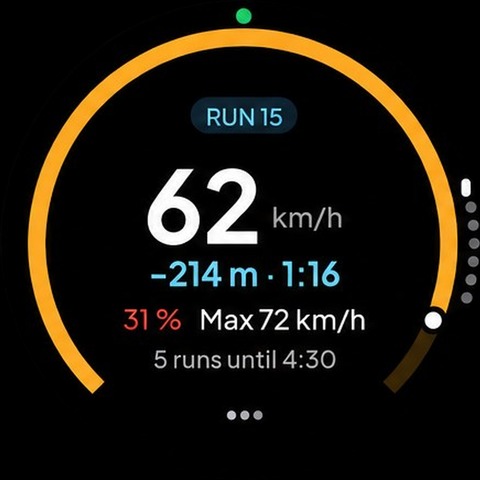 RUN 15
62 km/h
−214 m · 1:16
31 % Max 72 km/h
5 runs until 4:30